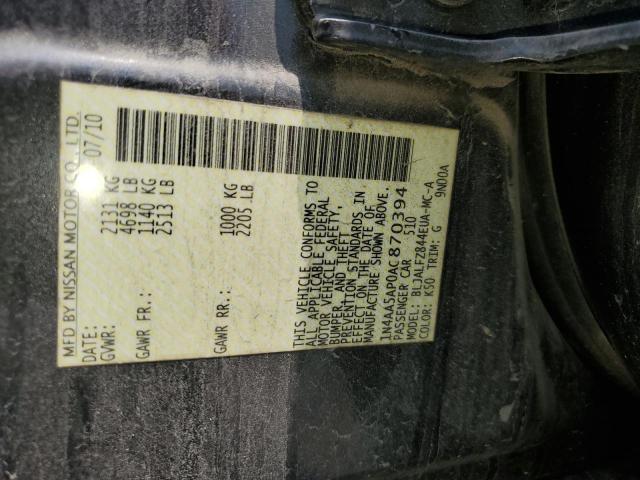 MFD BY NISSAN MOTOR CO., LTD.
DATE: 07/10
GVWR: 2131 KG
4698 LB
GAWR FR: 1140 KG
2513 LB
GAWR RR: 1000 KG
2205 LB
THIS VEHICLE CONFORMS TO
ALL APPLICABLE FEDERAL
MOTOR VEHICLE SAFETY,
BUMPER, AND THEFT
PREVENTION STANDARDS IN
EFFECT ON THE DATE OF
MANUFACTURE SHOWN ABOVE.
1N4AA5AP0AC870394
PASSENGER CAR 510
MODEL: BLJALFZ844EUA-MC-A
COLOR: K50 TRIM: G 9ND0A